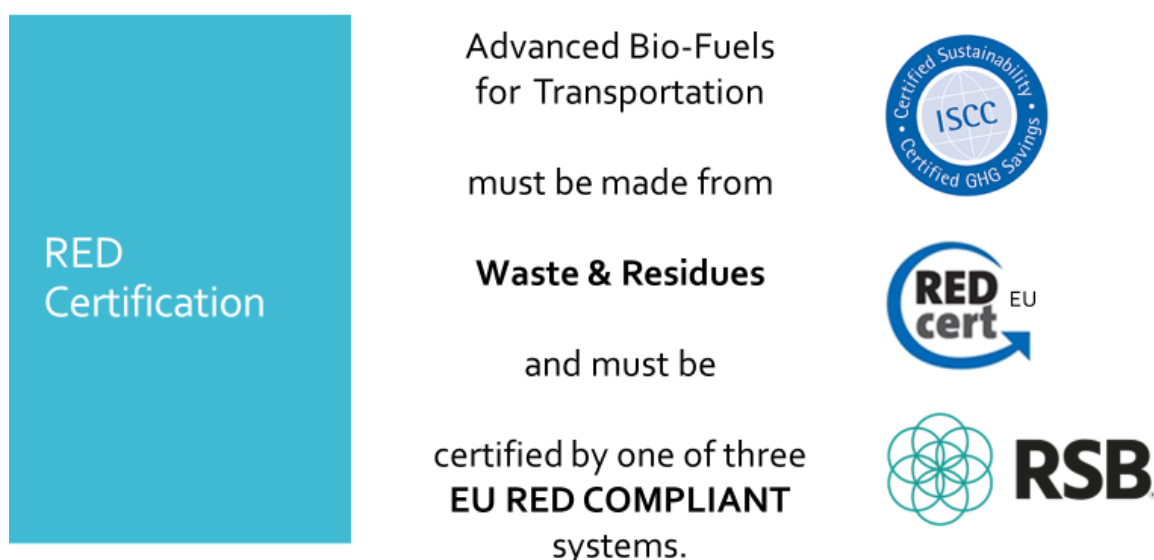 RED
Certification
Advanced Bio-Fuels
for Transportation
must be made from
Waste & Residues
and must be
certified by one of three
EU RED COMPLIANT
systems.
Certified Sustainability
ISCC
Certified GHG Savings
RED
cert
EU
RSB